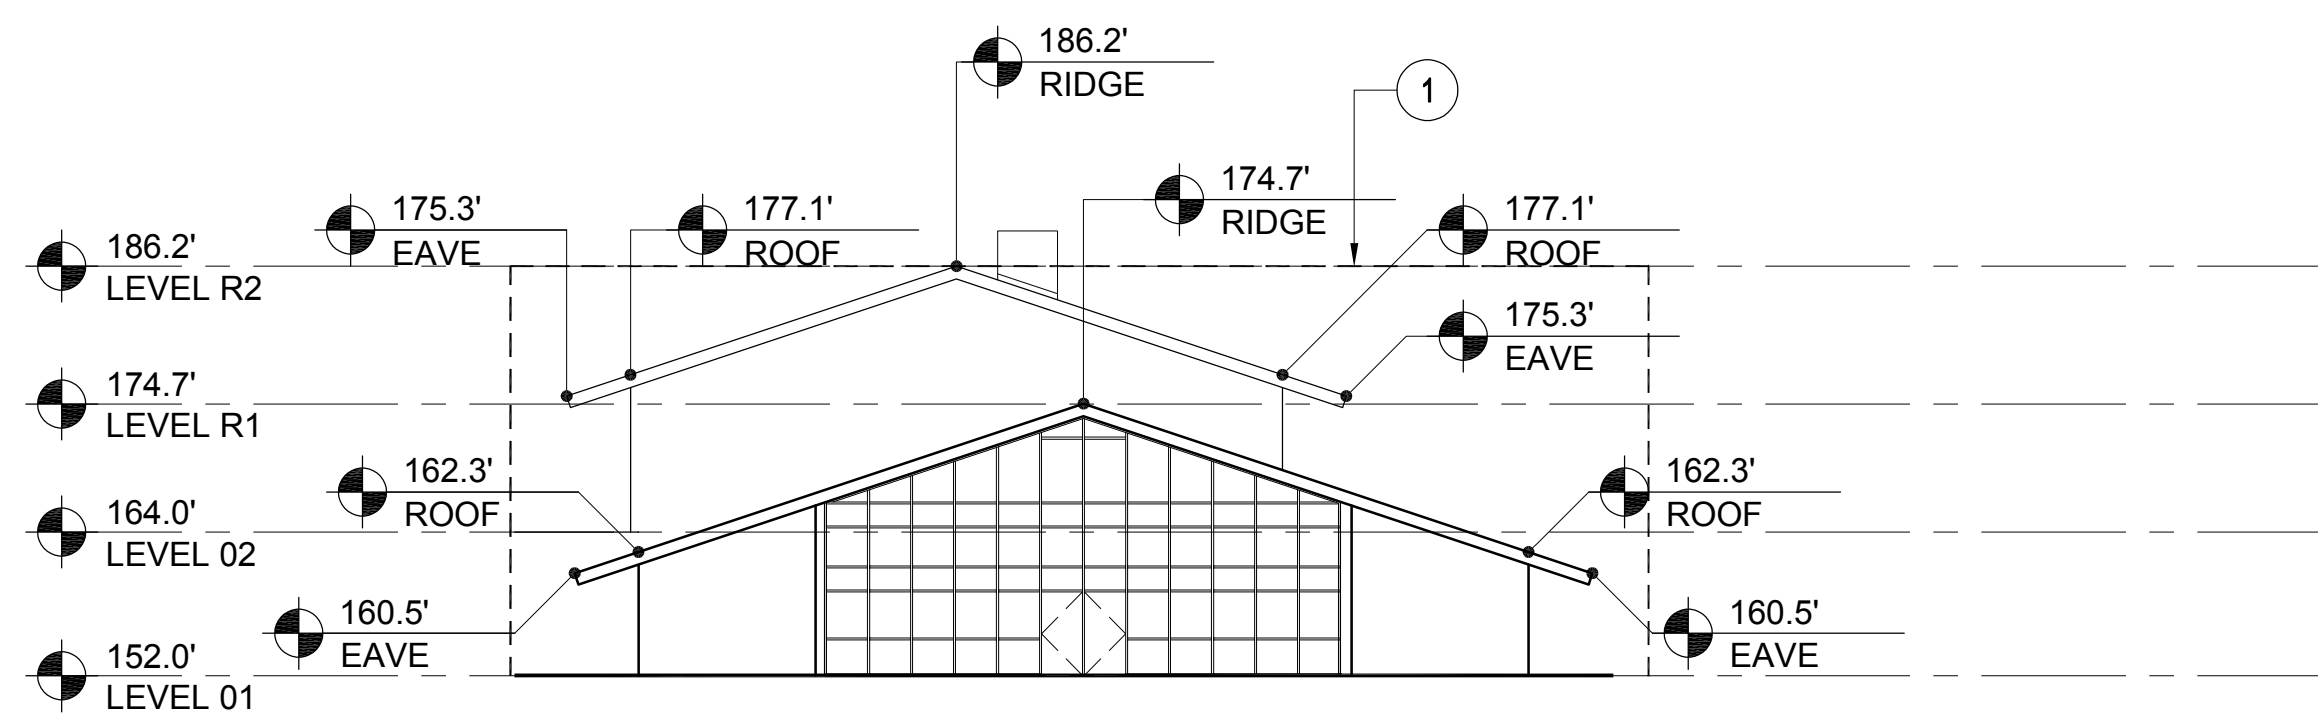 186.2'
RIDGE
1
174.7'
RIDGE
175.3'
EAVE
177.1'
ROOF
177.1'
ROOF
186.2'
LEVEL R2
175.3'
EAVE
174.7'
LEVEL R1
162.3'
ROOF
162.3'
ROOF
164.0'
LEVEL 02
160.5'
EAVE
160.5'
EAVE
152.0'
LEVEL 01